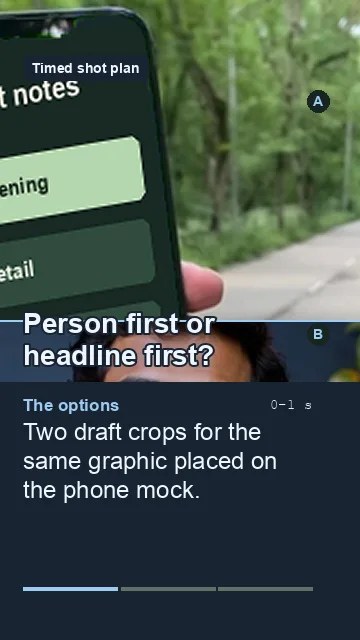 Timed shot plan
t notes
A
ening
etail
Person first or
headline first?
B
The options
0–1 s
Two draft crops for the
same graphic placed on
the phone mock.